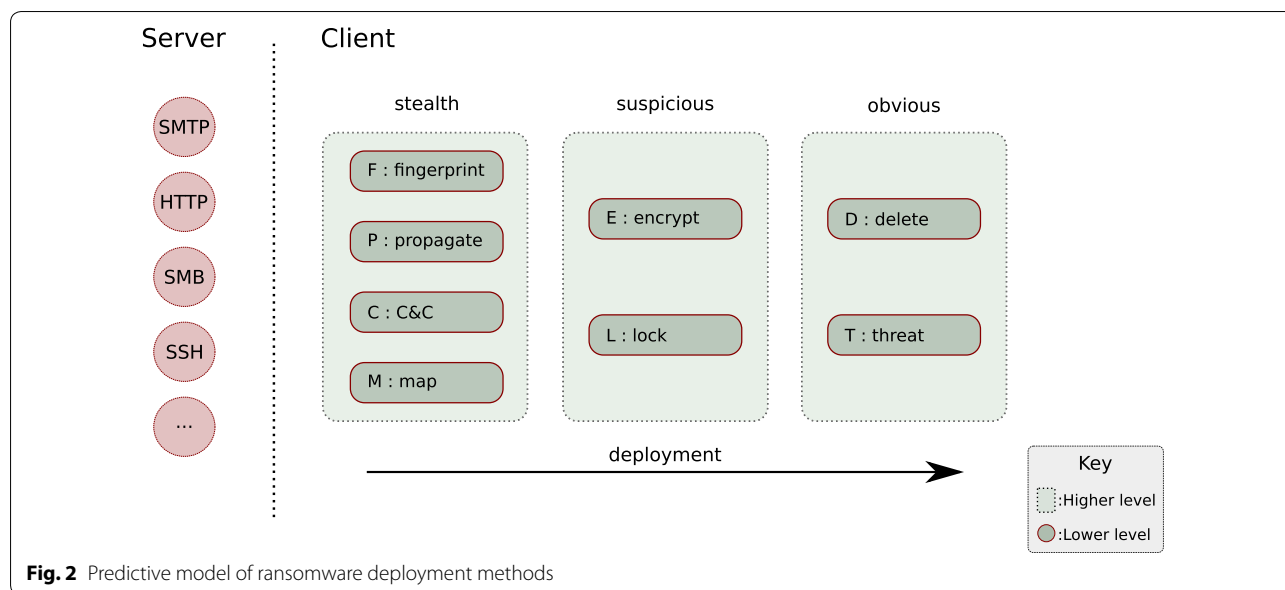 Server
Client
SMTP
HTTP
SMB
SSH
...
stealth
F : fingerprint
P : propagate
C : C&C
M : map
suspicious
E : encrypt
L : lock
obvious
D : delete
T : threat
deployment
Key
:Higher level
:Lower level
Fig. 2 Predictive model of ransomware deployment methods